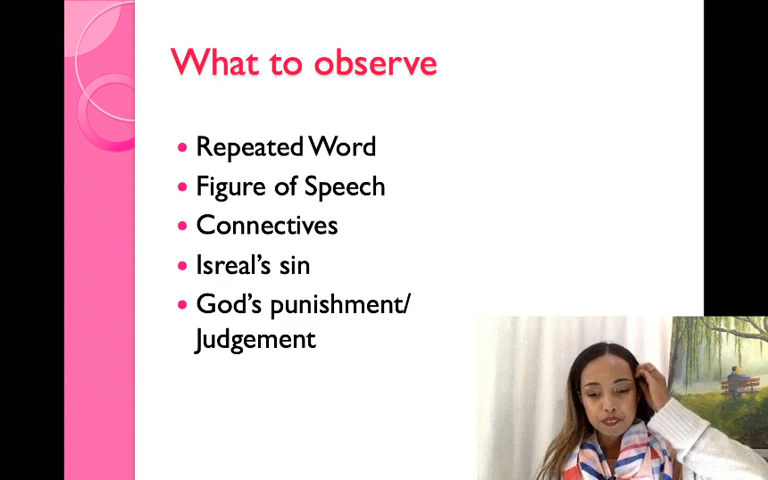 What to observe
Repeated Word
Figure of Speech
Connectives
Isreal's sin
God's punishment/
Judgement